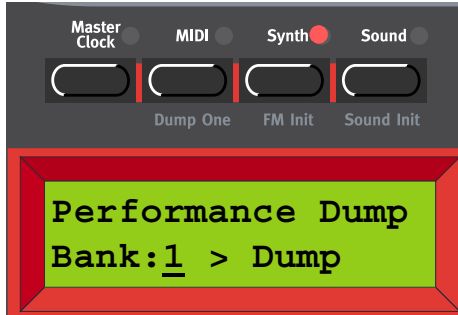 Master Clock MIDI Synth Sound
Dump One FM Init Sound Init
Performance Dump
Bank:1 > Dump